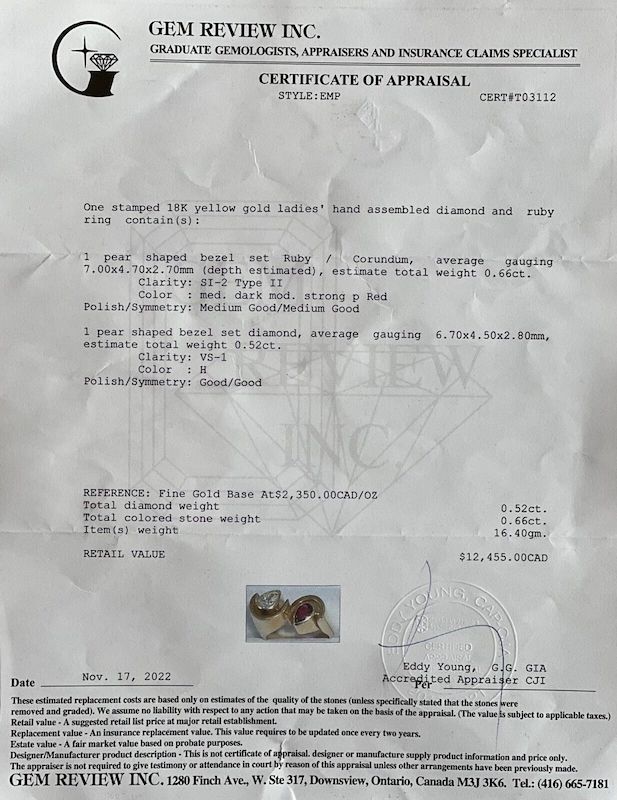 GEM REVIEW INC.
GRADUATE GEMOLOGISTS, APPRAISERS AND INSURANCE CLAIMS SPECIALIST
CERTIFICATE OF APPRAISAL
STYLE:EMP CERT#T03112
One stamped 18K yellow gold ladies' hand assembled diamond and ruby
ring contain(s):
1 pear shaped bezel set Ruby / Corundum, average gauging
7.00x4.70x2.70mm (depth estimated), estimate total weight 0.66ct.
Clarity: SI-2 Type II
Color : med. dark mod. strong p Red
Polish/Symmetry: Medium Good/Medium Good
1 pear shaped bezel set diamond, average gauging 6.70x4.50x2.80mm,
estimate total weight 0.52ct.
Clarity: VS-1
Color : H
Polish/Symmetry: Good/Good
REVIEW
INC.
REFERENCE: Fine Gold Base At$2,350.00CAD/OZ
Total diamond weight 0.52ct.
Total colored stone weight 0.66ct.
Item(s) weight 16.40gm.
RETAIL VALUE $12,455.00CAD
EDDY YOUNG,
CERTIFIED
Eddy Young, G.G. GIA
Accredited Appraiser CJI
Date Nov. 17, 2022 Per
These estimated replacement costs are based only on estimates of the quality of the stones (unless specifically stated that the stones were
removed and graded). We assume no liability with respect to any action that may be taken on the basis of the appraisal. (The value is subject to applicable taxes.)
Retail value - A suggested retail list price at major retail establishment.
Replacement value - An insurance replacement value. This value requires to be updated once every two years.
Estate value - A fair market value based on probate purposes.
Designer/Manufacturer product description - This is not certificate of appraisal. designer or manufacture supply product information and price only.
The appraiser is not required to give testimony or attendance in court by reason of this appraisal unless other arrangements have been previously made.
GEM REVIEW INC. 1280 Finch Ave., W. Ste 317, Downsview, Ontario, Canada M3J 3K6. Tel.: (416) 665-7181